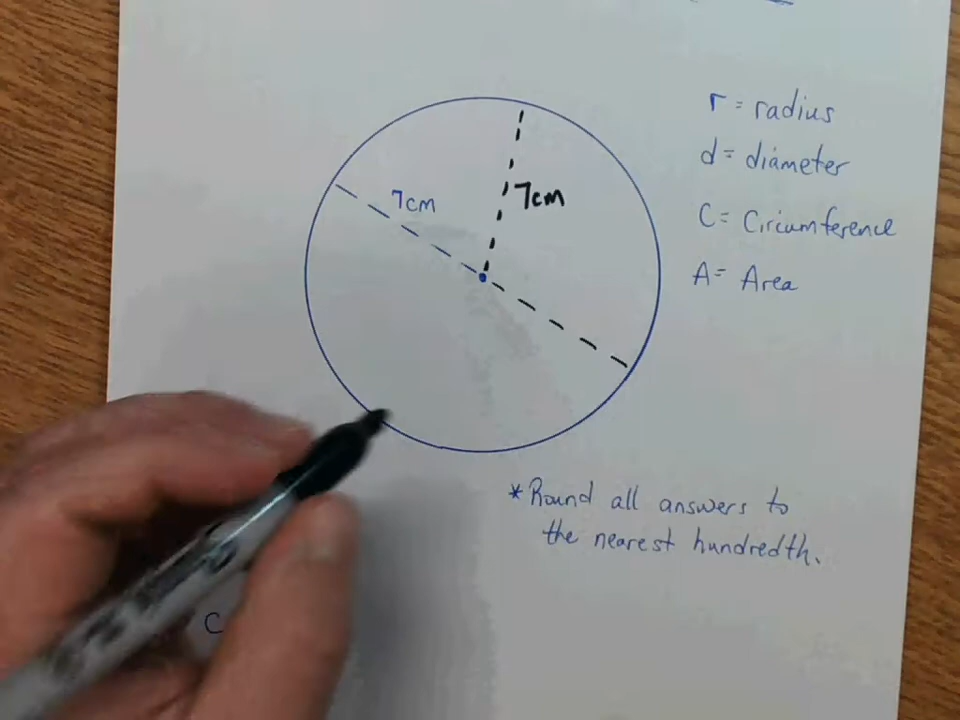 r = radius
d = diameter
7cm
7cm
C = Circumference
A = Area
* Round all answers to
the nearest hundredth.
C